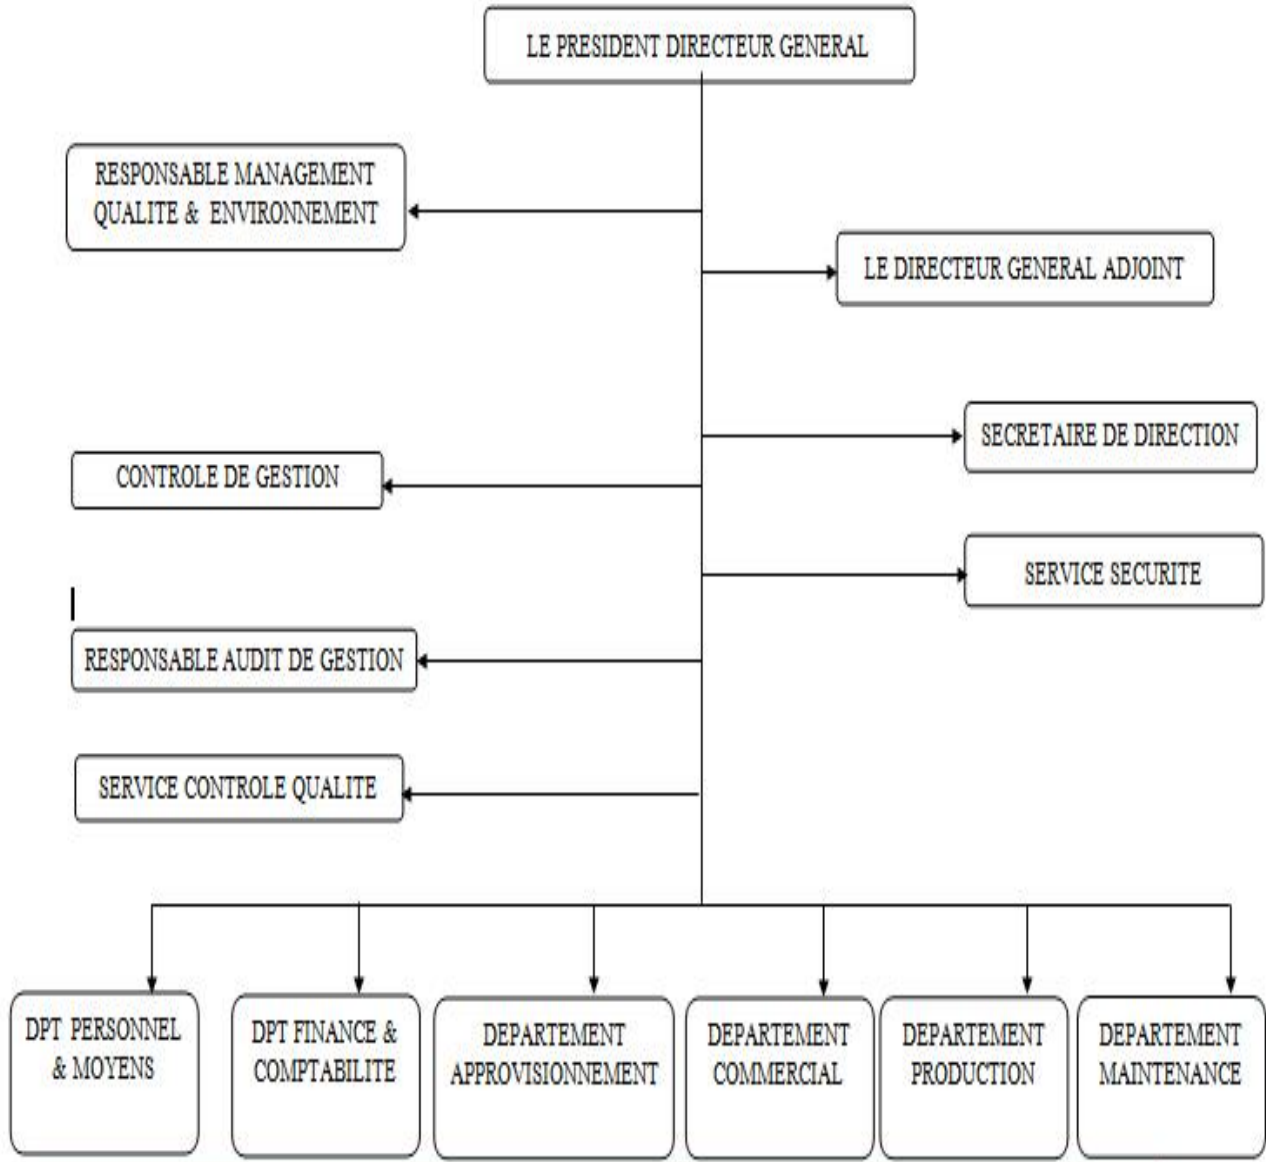 LE PRESIDENT DIRECTEUR GENERAL
RESPONSABLE MANAGEMENT
QUALITE & ENVIRONNEMENT
LE DIRECTEUR GENERAL ADJOINT
SECRETAIRE DE DIRECTION
CONTROLE DE GESTION
SERVICE SECURITE
RESPONSABLE AUDIT DE GESTION
SERVICE CONTROLE QUALITE
DPT PERSONNEL
& MOYENS
DPT FINANCE &
COMPTABILITE
DEPARTEMENT
APPROVISIONNEMENT
DEPARTEMENT
COMMERCIAL
DEPARTEMENT
PRODUCTION
DEPARTEMENT
MAINTENANCE